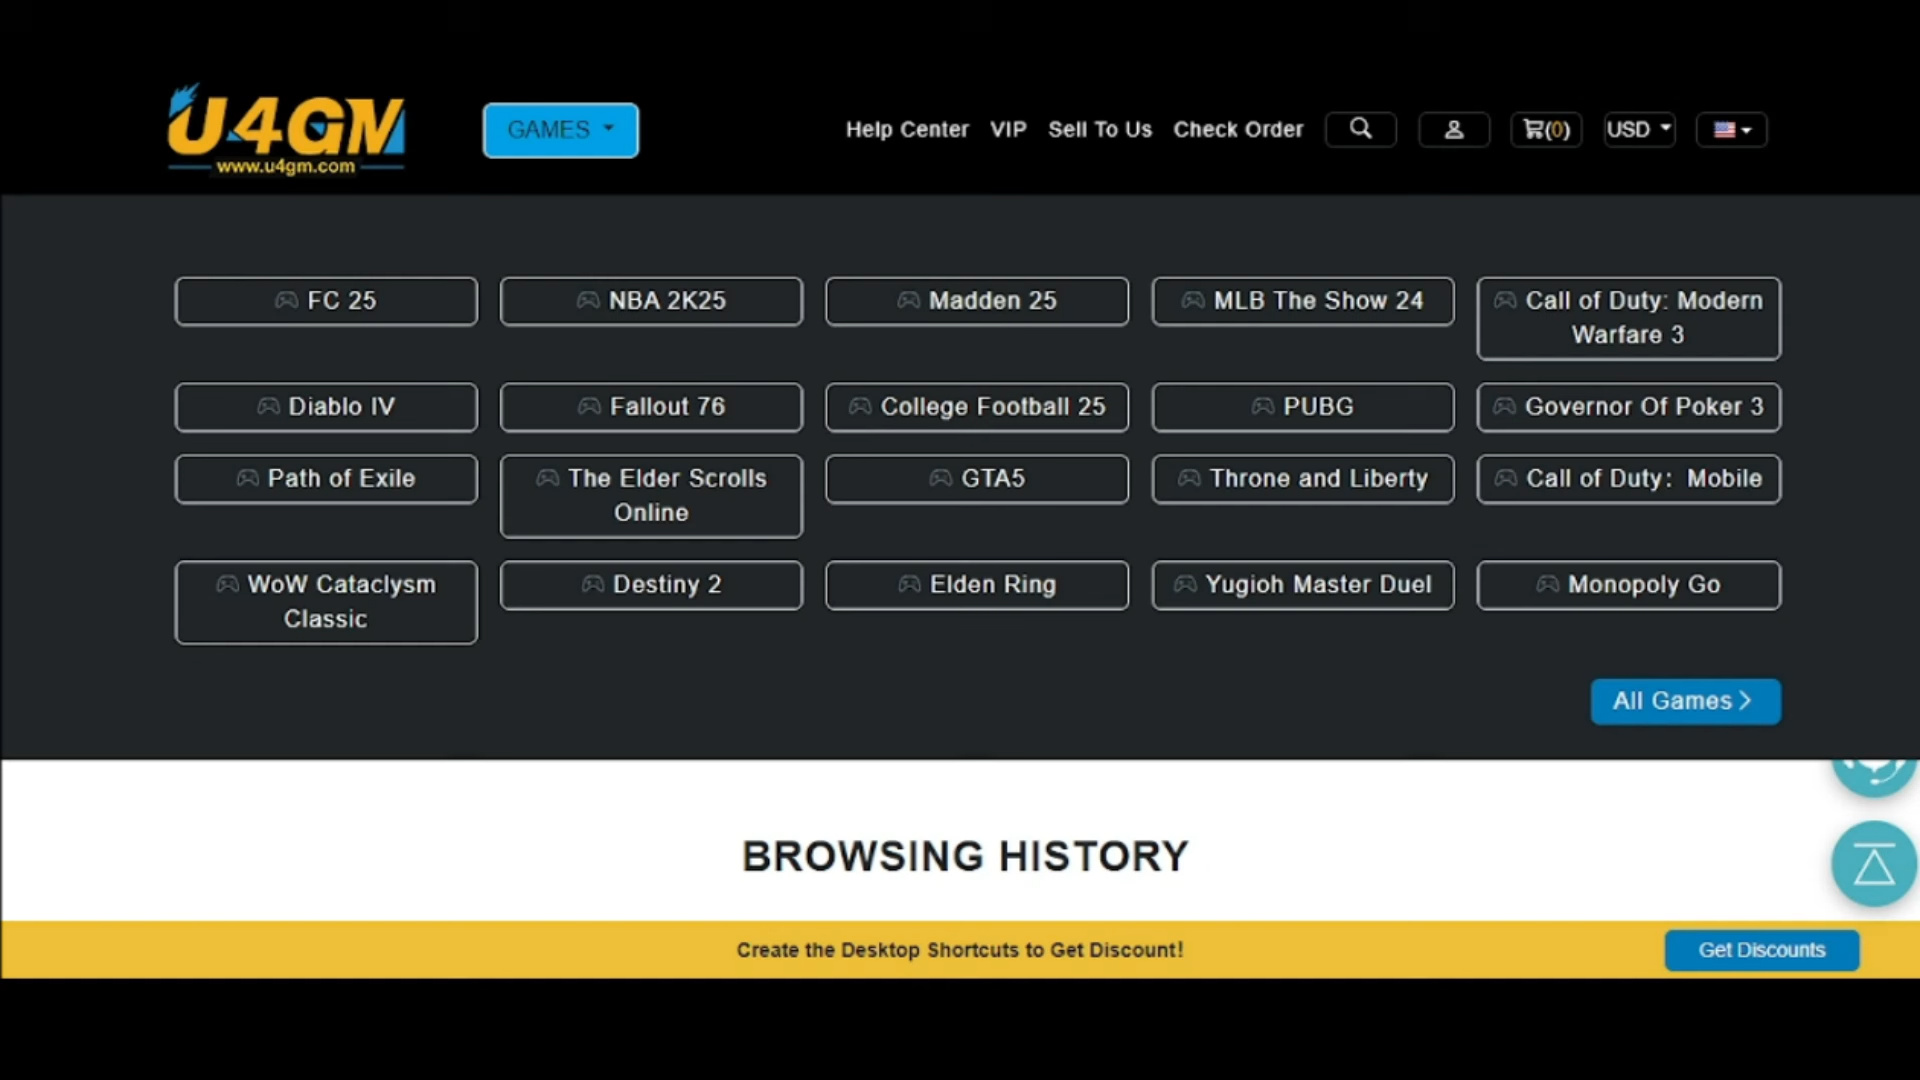 U4GM
www.u4gm.com
GAMES
Help Center VIP Sell To Us Check Order (0) USD
FC 25 NBA 2K25 Madden 25 MLB The Show 24 Call of Duty: Modern
Warfare 3
Diablo IV Fallout 76 College Football 25 PUBG Governor Of Poker 3
Path of Exile The Elder Scrolls GTA5 Throne and Liberty Call of Duty: Mobile
Online
WoW Cataclysm Destiny 2 Elden Ring Yugioh Master Duel Monopoly Go
Classic
All Games
BROWSING HISTORY
Create the Desktop Shortcuts to Get Discount! Get Discounts